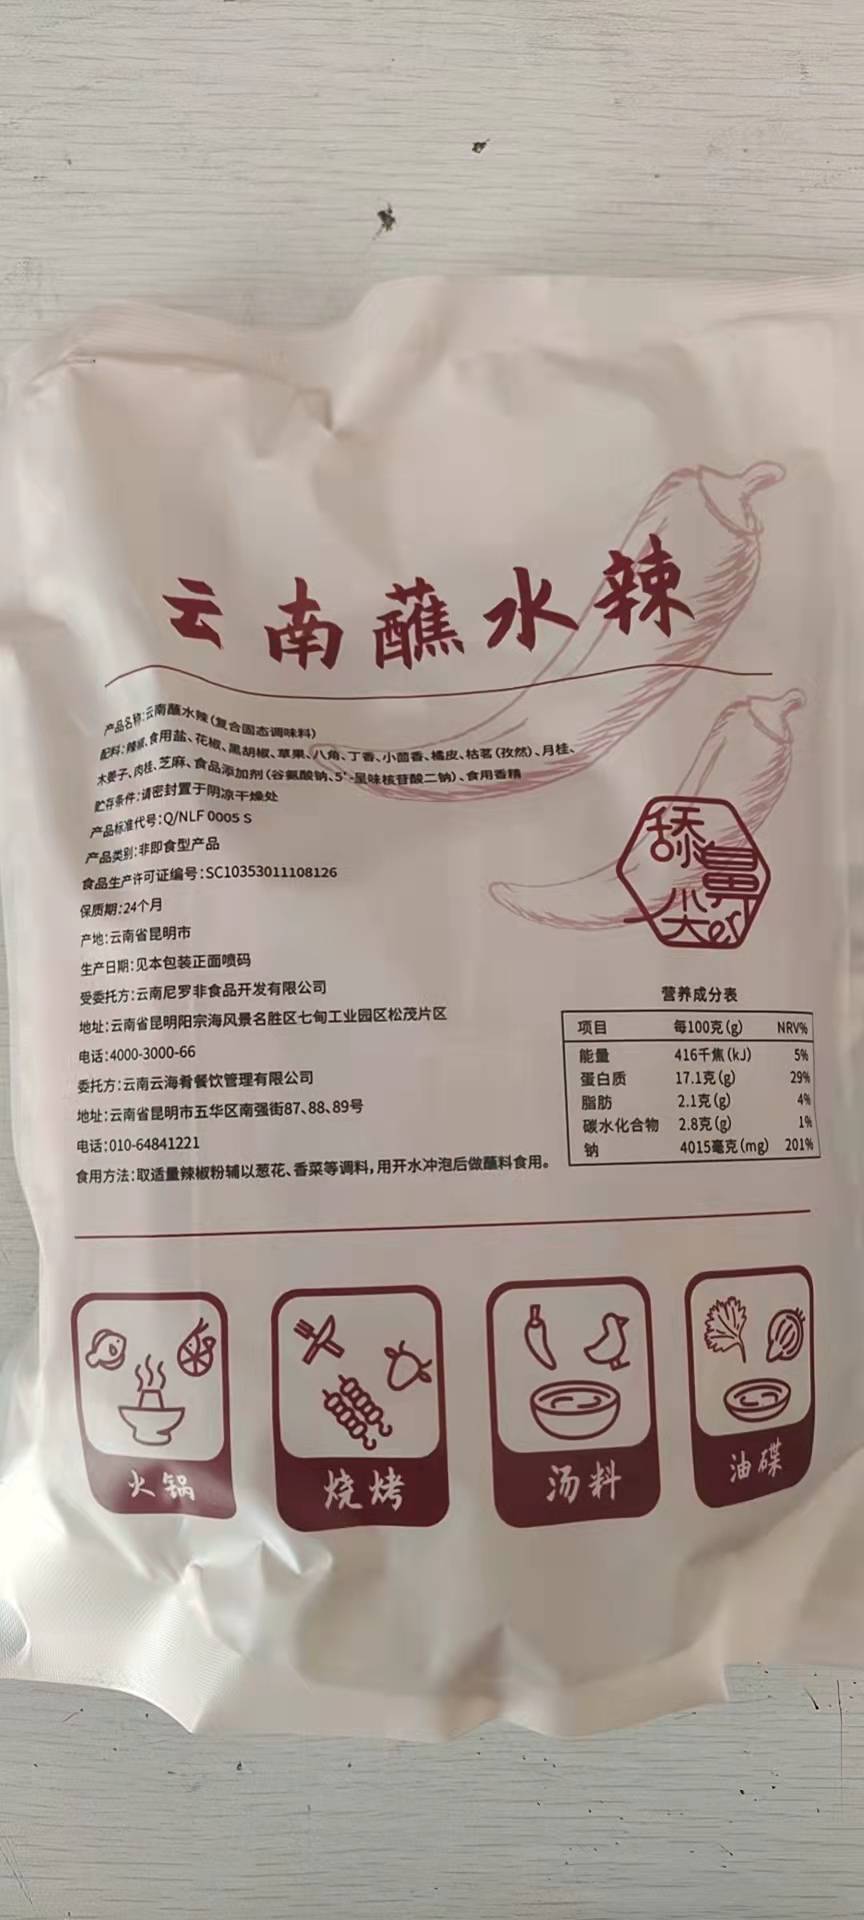 云南蘸水辣
产品名称:云南蘸水辣(复合固态调味料)
配料:辣椒、食用盐、花椒、黑胡椒、草果、八角、丁香、小茴香、橘皮、枯茗(孜然)、月桂、
木姜子、肉桂、芝麻、食品添加剂(谷氨酸钠、5'-呈味核苷酸二钠)、食用香精
贮存条件:请密封置于阴凉干燥处
产品标准代号:Q/NLF 0005 S
产品类别:非即食型产品
食品生产许可证编号:SC10353011108126
保质期:24个月
产地:云南省昆明市
生产日期:见本包装正面喷码
受委托方:云南尼罗非食品开发有限公司
地址:云南省昆明阳宗海风景名胜区七甸工业园区松茂片区
电话:4000-3000-66
委托方:云南云海肴餐饮管理有限公司
地址:云南省昆明市五华区南强街87、88、89号
电话:010-64841221
食用方法:取适量辣椒粉辅以葱花、香菜等调料,用开水冲泡后做蘸料食用。
舔鼻尖er
营养成分表
项目 每100克(g) NRV%
能量 416千焦(kJ) 5%
蛋白质 17.1克(g) 29%
脂肪 2.1克(g) 4%
碳水化合物 2.8克(g) 1%
钠 4015毫克(mg) 201%
火锅
烧烤
汤料
油碟